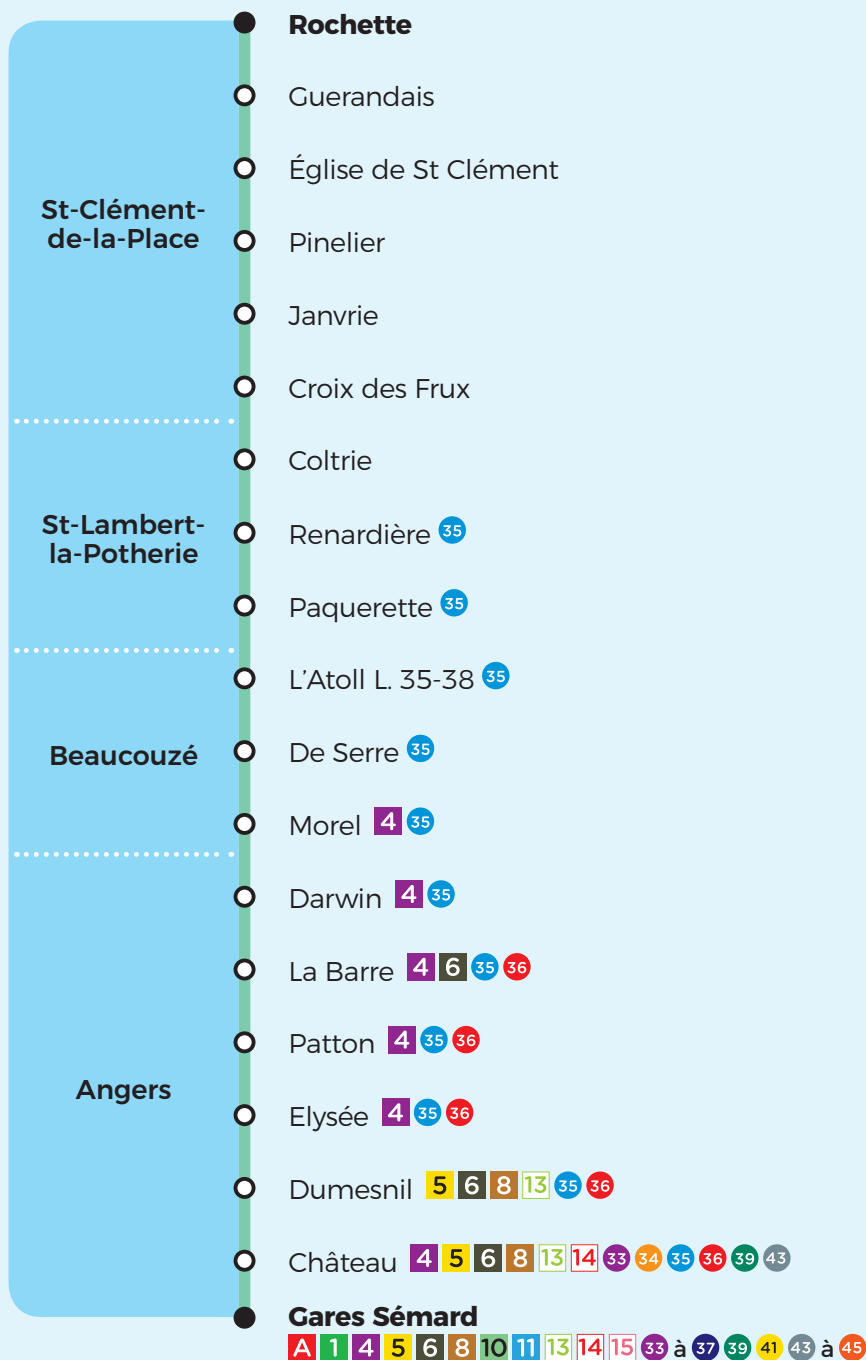 Rochette
Guerandais
Église de St Clément
St-Clément-
de-la-Place
Pinelier
Janvrie
Croix des Frux
Coltrie
St-Lambert-
la-Potherie
Renardière 35
Paquerette 35
L'Atoll L. 35-38 35
Beaucouzé
De Serre 35
Morel 4 35
Darwin 4 35
La Barre 4 6 35 36
Patton 4 35 36
Angers
Elysée 4 35 36
Dumesnil 5 6 8 13 35 36
Château 4 5 6 8 13 14 33 34 35 36 39 43
Gares Sémard
A 1 4 5 6 8 10 11 13 14 15 33 à 37 39 41 43 à 45